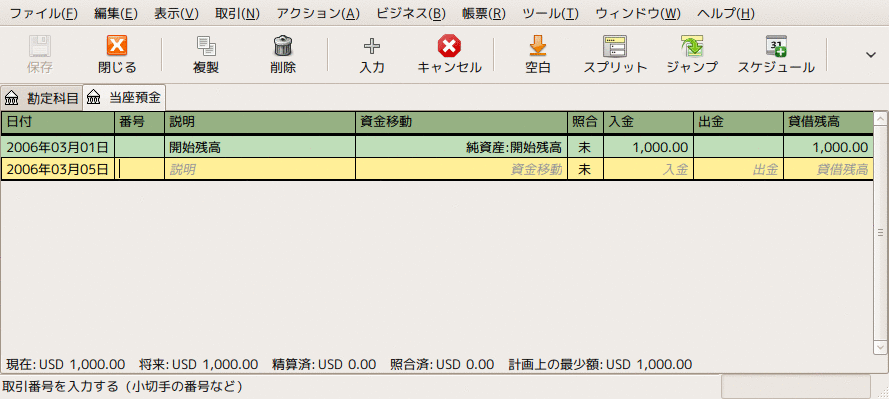 ファイル(F) 編集(E) 表示(V) 取引(N) アクション(A) ビジネス(B) 帳票(R) ツール(T) ウィンドウ(W) ヘルプ(H)
保存 閉じる 複製 削除 入力 キャンセル 空白 スプリット ジャンプ スケジュール
勘定科目 当座預金
日付 番号 説明 資金移動 照合 入金 出金 貸借残高
2006年03月01日 開始残高 純資産:開始残高 未 1,000.00 1,000.00
2006年03月05日 説明 資金移動 未 入金 出金 貸借残高
現在: USD 1,000.00 将来: USD 1,000.00 精算済: USD 0.00 照合済: USD 0.00 計画上の最少額: USD 1,000.00
取引番号を入力する（小切手の番号など）